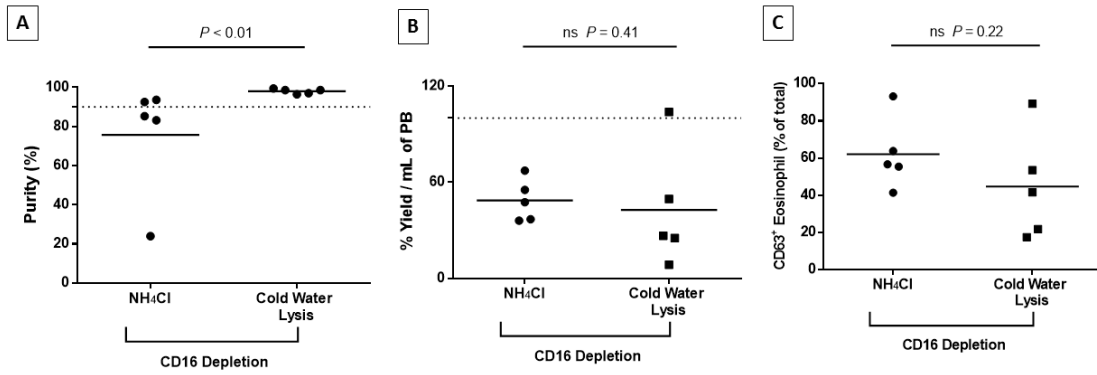 A
P < 0.01
Purity (%)
100
80
60
40
20
0
NH₄Cl
Cold Water
Lysis
CD16 Depletion
B
ns P = 0.41
% Yield / mL of PB
120
60
0
NH₄Cl
Cold Water
Lysis
CD16 Depletion
C
ns P = 0.22
CD63⁺ Eosinophil (% of total)
100
80
60
40
20
0
NH₄Cl
Cold Water
Lysis
CD16 Depletion